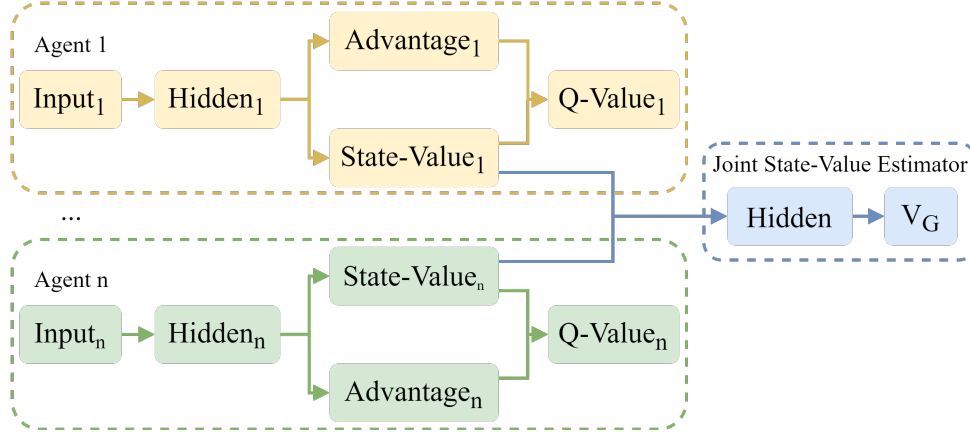 Agent 1
Input₁
Hidden₁
Advantage₁
State-Value₁
Q-Value₁
...
Agent n
Inputₙ
Hiddenₙ
State-Valueₙ
Advantageₙ
Q-Valueₙ
Joint State-Value Estimator
Hidden
V_G